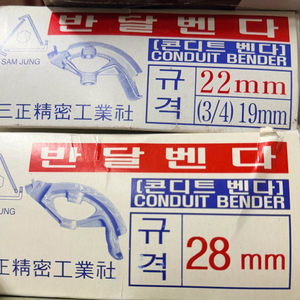 반달벤다
SAM JUNG
[콘디트 벤다]
CONDUIT BENDER
규격
22mm
(3/4) 19mm
三正精密工業社
반달벤다
JUNG
[콘디트 벤다]
CONDUIT BENDER
규격
28mm
正精密工業社